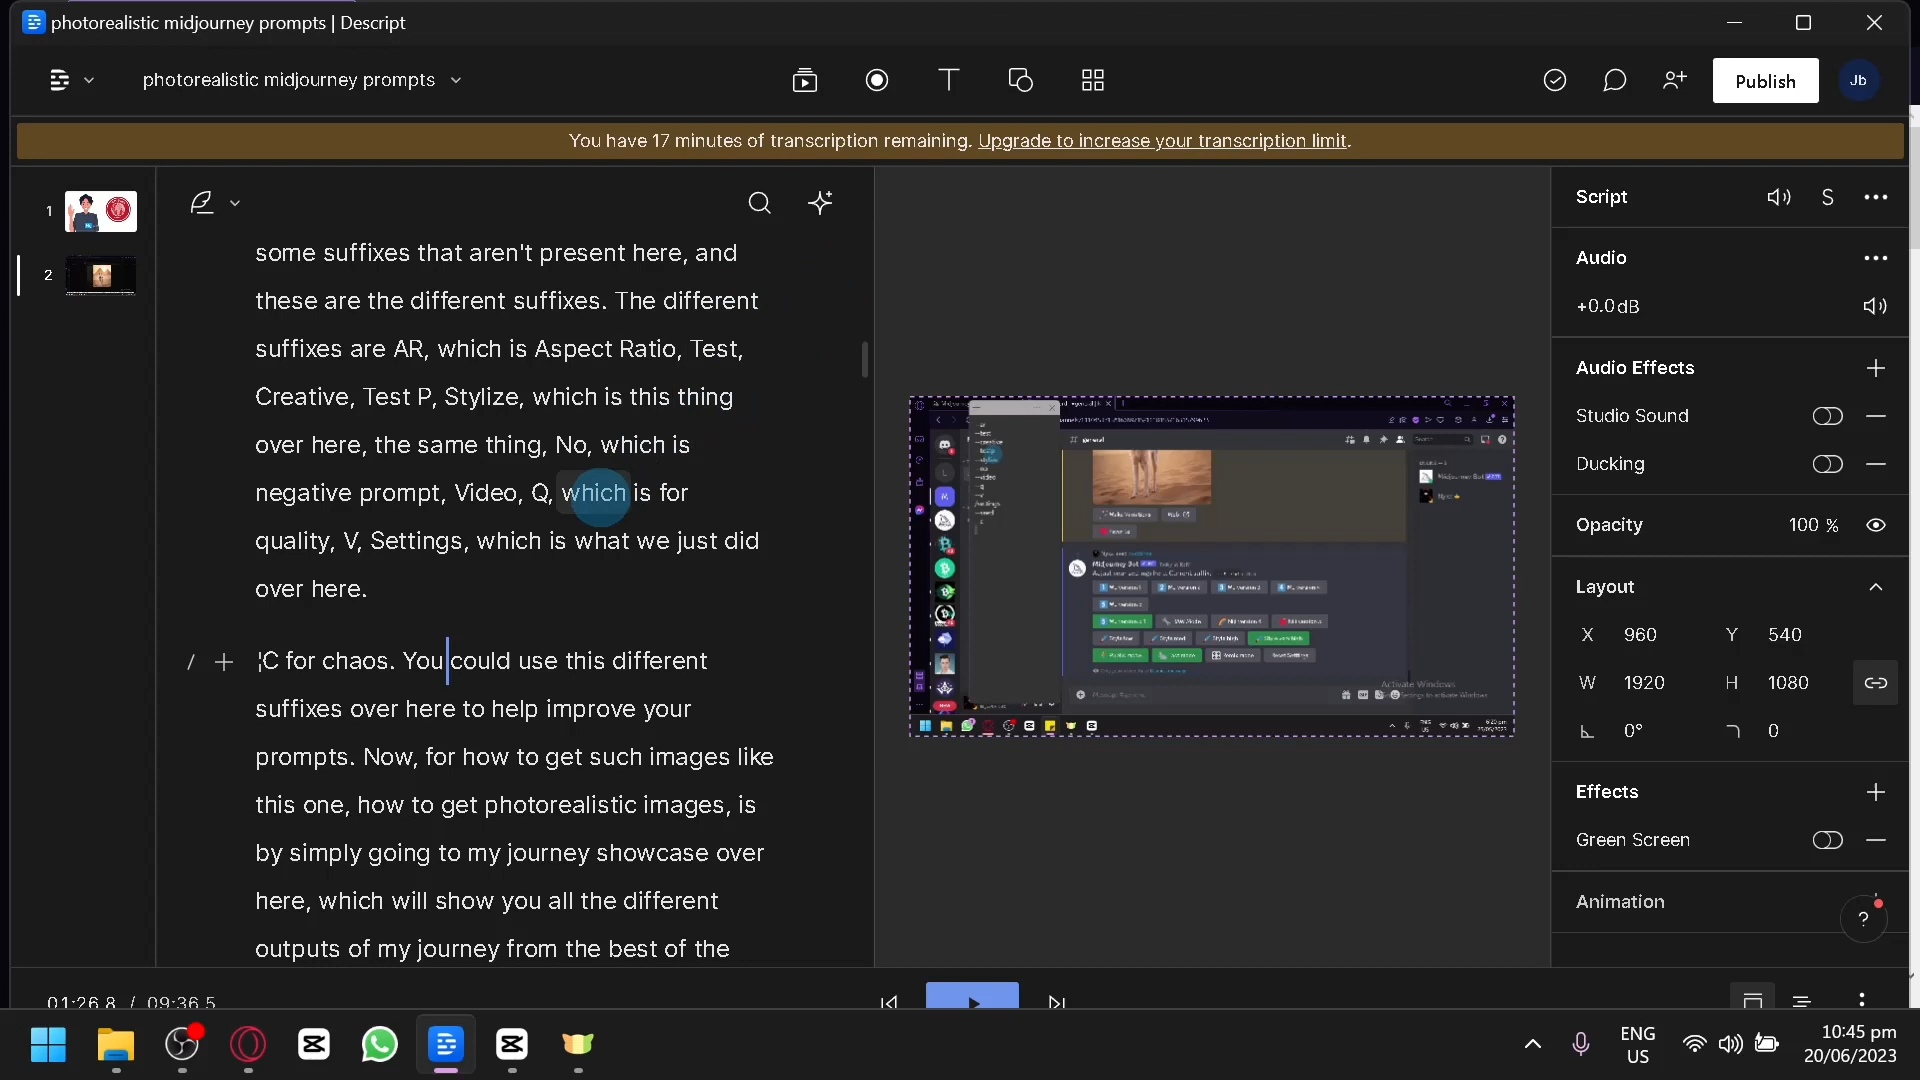 photorealistic midjourney prompts | Descript
photorealistic midjourney prompts
Publish
Jb
You have 17 minutes of transcription remaining. Upgrade to increase your transcription limit.
1
2
some suffixes that aren't present here, and
these are the different suffixes. The different
suffixes are AR, which is Aspect Ratio, Test,
Creative, Test P, Stylize, which is this thing
over here, the same thing, No, which is
negative prompt, Video, Q, which is for
quality, V, Settings, which is what we just did
over here.
/ + ¦C for chaos. You could use this different
suffixes over here to help improve your
prompts. Now, for how to get such images like
this one, how to get photorealistic images, is
by simply going to my journey showcase over
here, which will show you all the different
outputs of my journey from the best of the
general
Midjourney Bot
Activate Windows
Script
S
Audio
+0.0dB
Audio Effects
Studio Sound
Ducking
Opacity 100 %
Layout
X 960 Y 540
W 1920 H 1080
0° 0
Effects
Green Screen
Animation
?
01:26.8 / 09:36.5
ENG
US
10:45 pm
20/06/2023